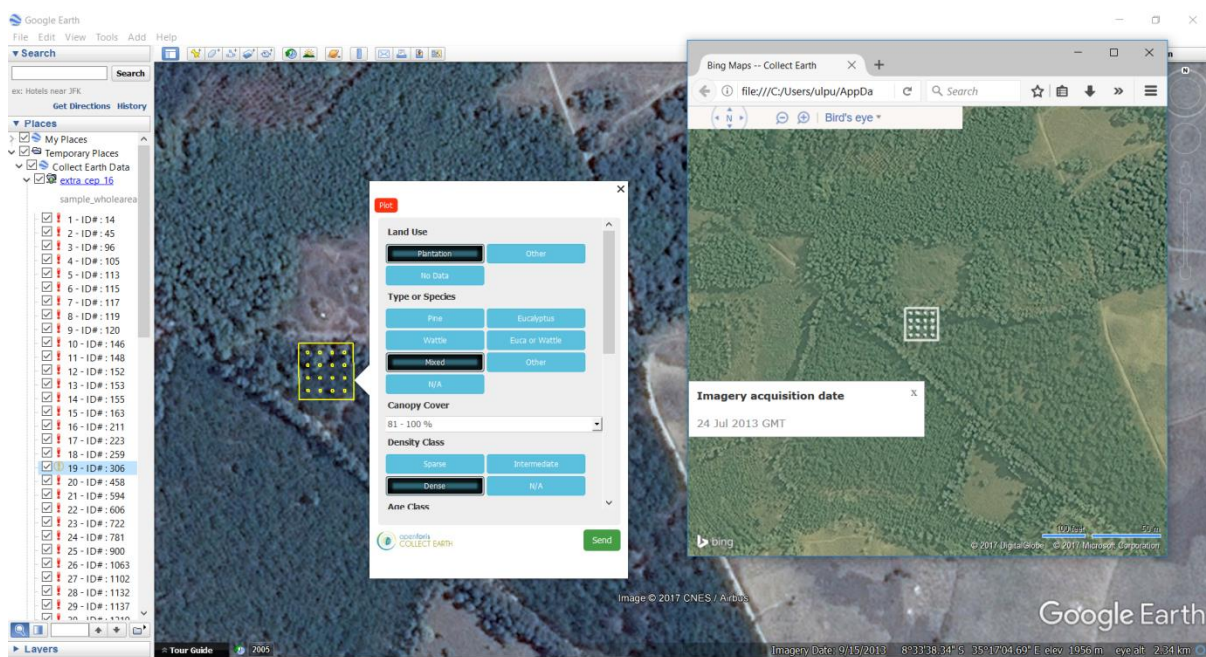 Google Earth
File Edit View Tools Add Help
Search
Search
ex: Hotels near JFK
Get Directions History
Places
My Places
Temporary Places
Collect Earth Data
extra_cep_16
sample_wholearea
1 - ID# : 14
2 - ID# : 45
3 - ID# : 96
4 - ID# : 105
5 - ID# : 113
6 - ID# : 115
7 - ID# : 117
8 - ID# : 119
9 - ID# : 120
10 - ID# : 146
11 - ID# : 148
12 - ID# : 152
13 - ID# : 153
14 - ID# : 155
15 - ID# : 163
16 - ID# : 211
17 - ID# : 223
18 - ID# : 259
19 - ID# : 306
20 - ID# : 458
21 - ID# : 594
22 - ID# : 606
23 - ID# : 722
24 - ID# : 781
25 - ID# : 900
26 - ID# : 1063
27 - ID# : 1102
28 - ID# : 1132
29 - ID# : 1137
Layers
Plot
Land Use
Plantation Other
No Data
Type or Species
Pine Eucalyptus
Wattle Euca or Wattle
Mixed Other
N/A
Canopy Cover
81 - 100 %
Density Class
Sparse Intermediate
Dense N/A
Age Class
openforis
COLLECT EARTH
Send
Bing Maps -- Collect Earth
file:///C:/Users/ulpu/AppDa
Search
N
Bird's eye
Imagery acquisition date x
24 Jul 2013 GMT
bing
100 feet 50 m
© 2017 DigitalGlobe © 2017 Microsoft Corporation
N
Image © 2017 CNES / Airbus
Google Earth
Tour Guide 2005
Imagery Date: 9/15/2013 8°33'38.34" S 35°17'04.69" E elev 1956 m eye alt 2.34 km